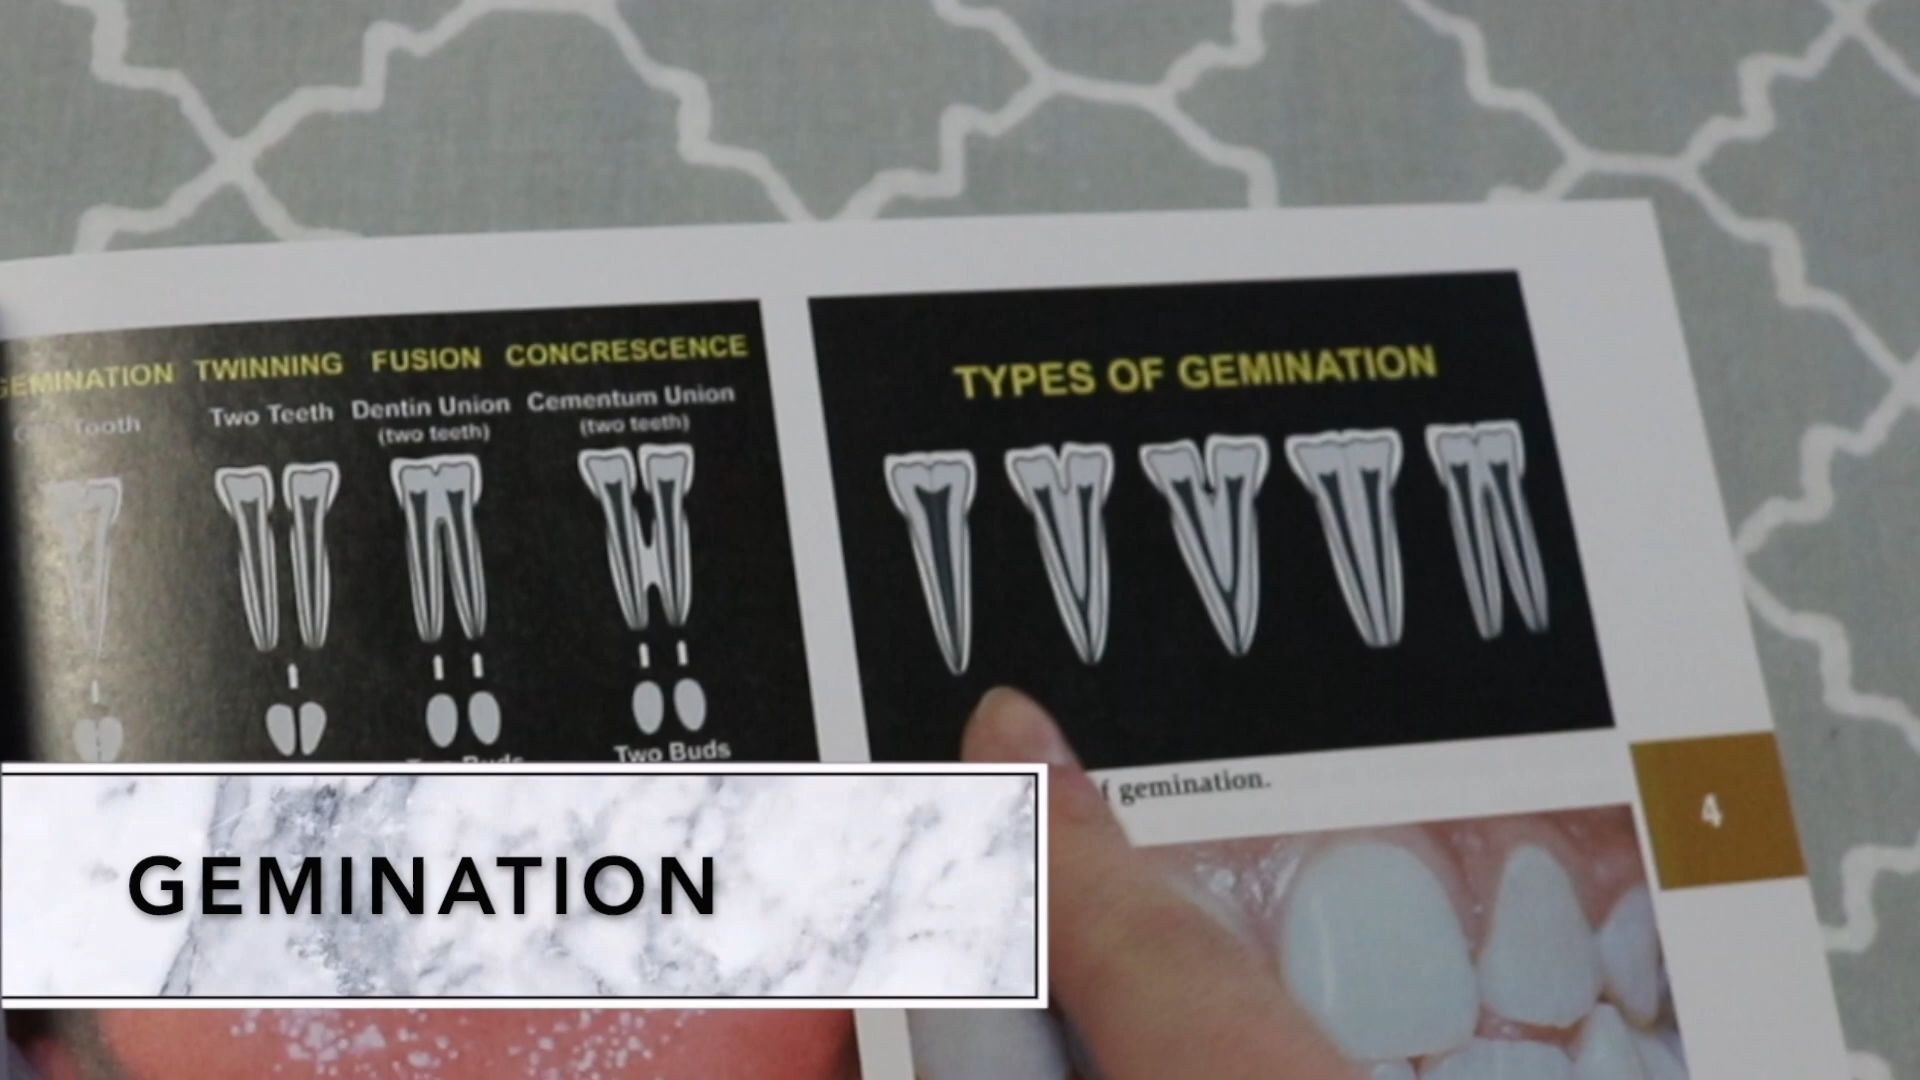 GEMINATION TWINNING FUSION CONCRESCENCE
Tooth Two Teeth Dentin Union Cementum Union
(two teeth) (two teeth)
Two Buds
TYPES OF GEMINATION
f gemination.
4
GEMINATION